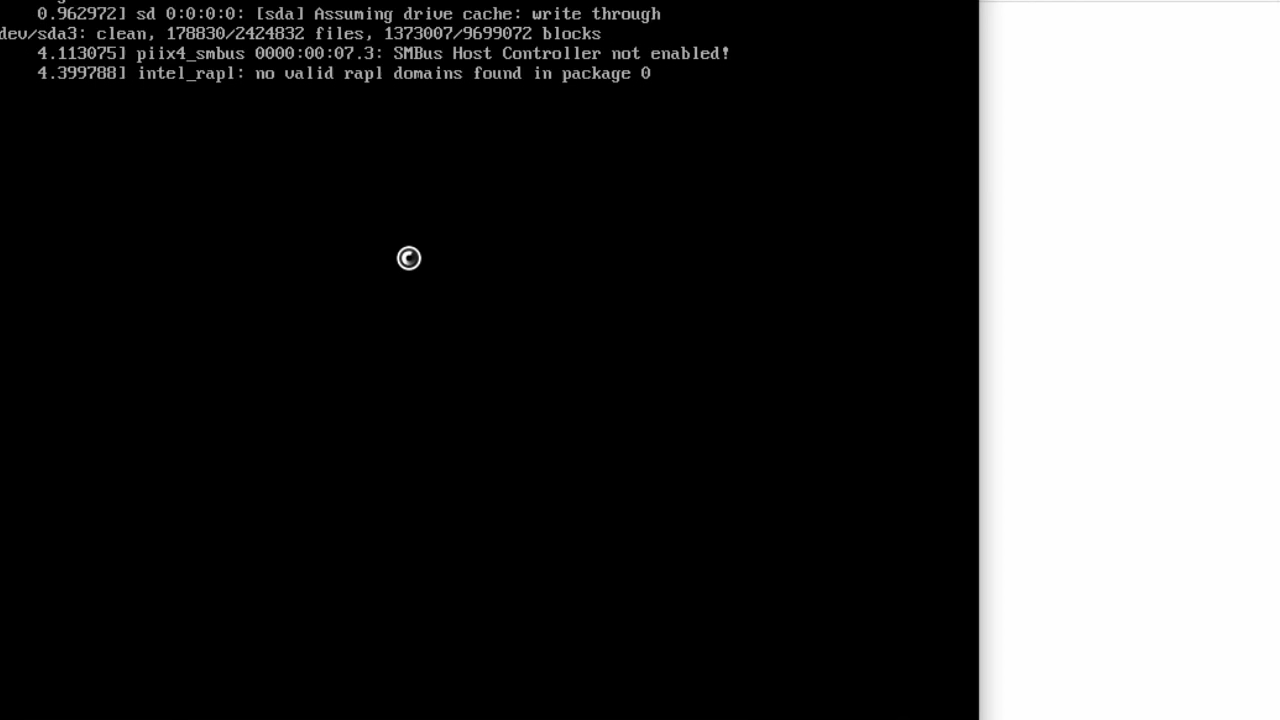 0.962972] sd 0:0:0:0: [sda] Assuming drive cache: write through
dev/sda3: clean, 178830/2424832 files, 1373007/9699072 blocks
4.113075] piix4_smbus 0000:00:07.3: SMBus Host Controller not enabled!
4.399788] intel_rapl: no valid rapl domains found in package 0